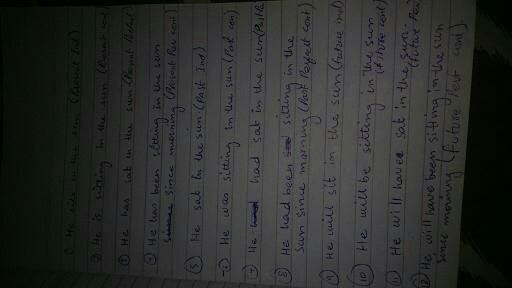 ① He sits in the sun (Present Ind)
② He is sitting in the sun (Present con)
③ He has sat in the sun (Present Perfect)
④ He has been sitting in the sun
since morning (Present Per cont)
⑤ He sat in the sun (Past Ind)
⑥ He was sitting in the sun (Past con)
⑦ He had sat in the sun
⑧ He had been sitting in the
sun since morning (Past Perfect cont)
⑨ He will sit in the sun (future ind)
⑩ He will be sitting in the sun
(future cont)
⑪ He will have sat in the sun.
(future
⑫ He will have been sitting in the sun
since morning (future Perf cont).